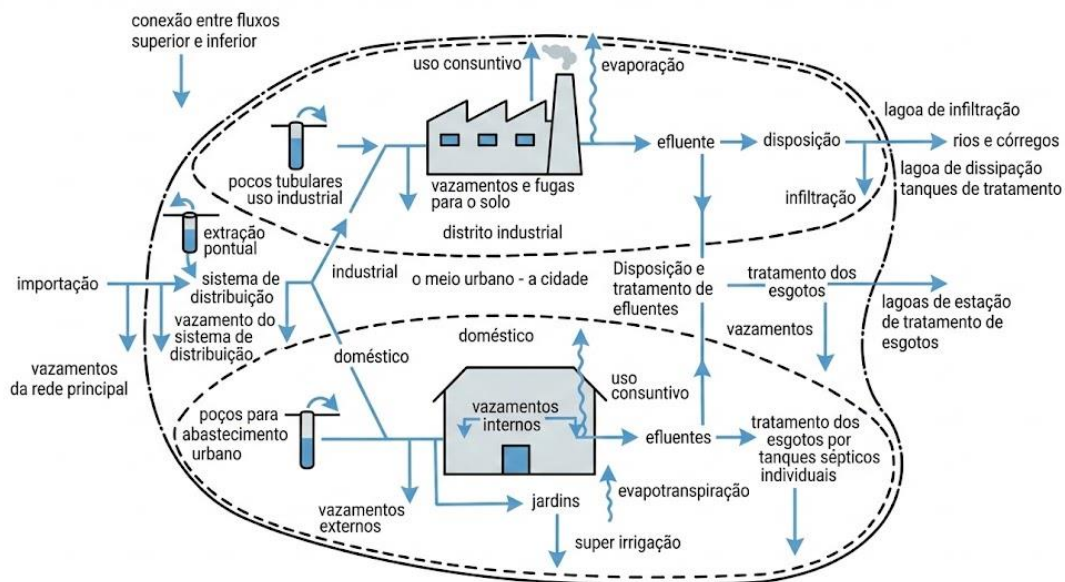 conexão entre fluxos
superior e inferior
uso consuntivo
evaporação
lagoa de infiltração
efluente
disposição
rios e córregos
lagoa de dissipação
tanques de tratamento
pocos tubulares
uso industrial
vazamentos e fugas
para o solo
infiltração
distrito industrial
extração
pontual
importação
sistema de
distribuição
industrial
o meio urbano - a cidade
Disposição e
tratamento de
efluentes
tratamento dos
esgotos
lagoas de estação
de tratamento de
esgotos
vazamento do
sistema de
distribuição
vazamentos
vazamentos
da rede principal
doméstico
doméstico
uso
consuntivo
poços para
abastecimento
urbano
vazamentos
internos
efluentes
tratamento dos
esgotos por
tanques sépticos
individuais
vazamentos
externos
jardins
evapotranspiração
super irrigação